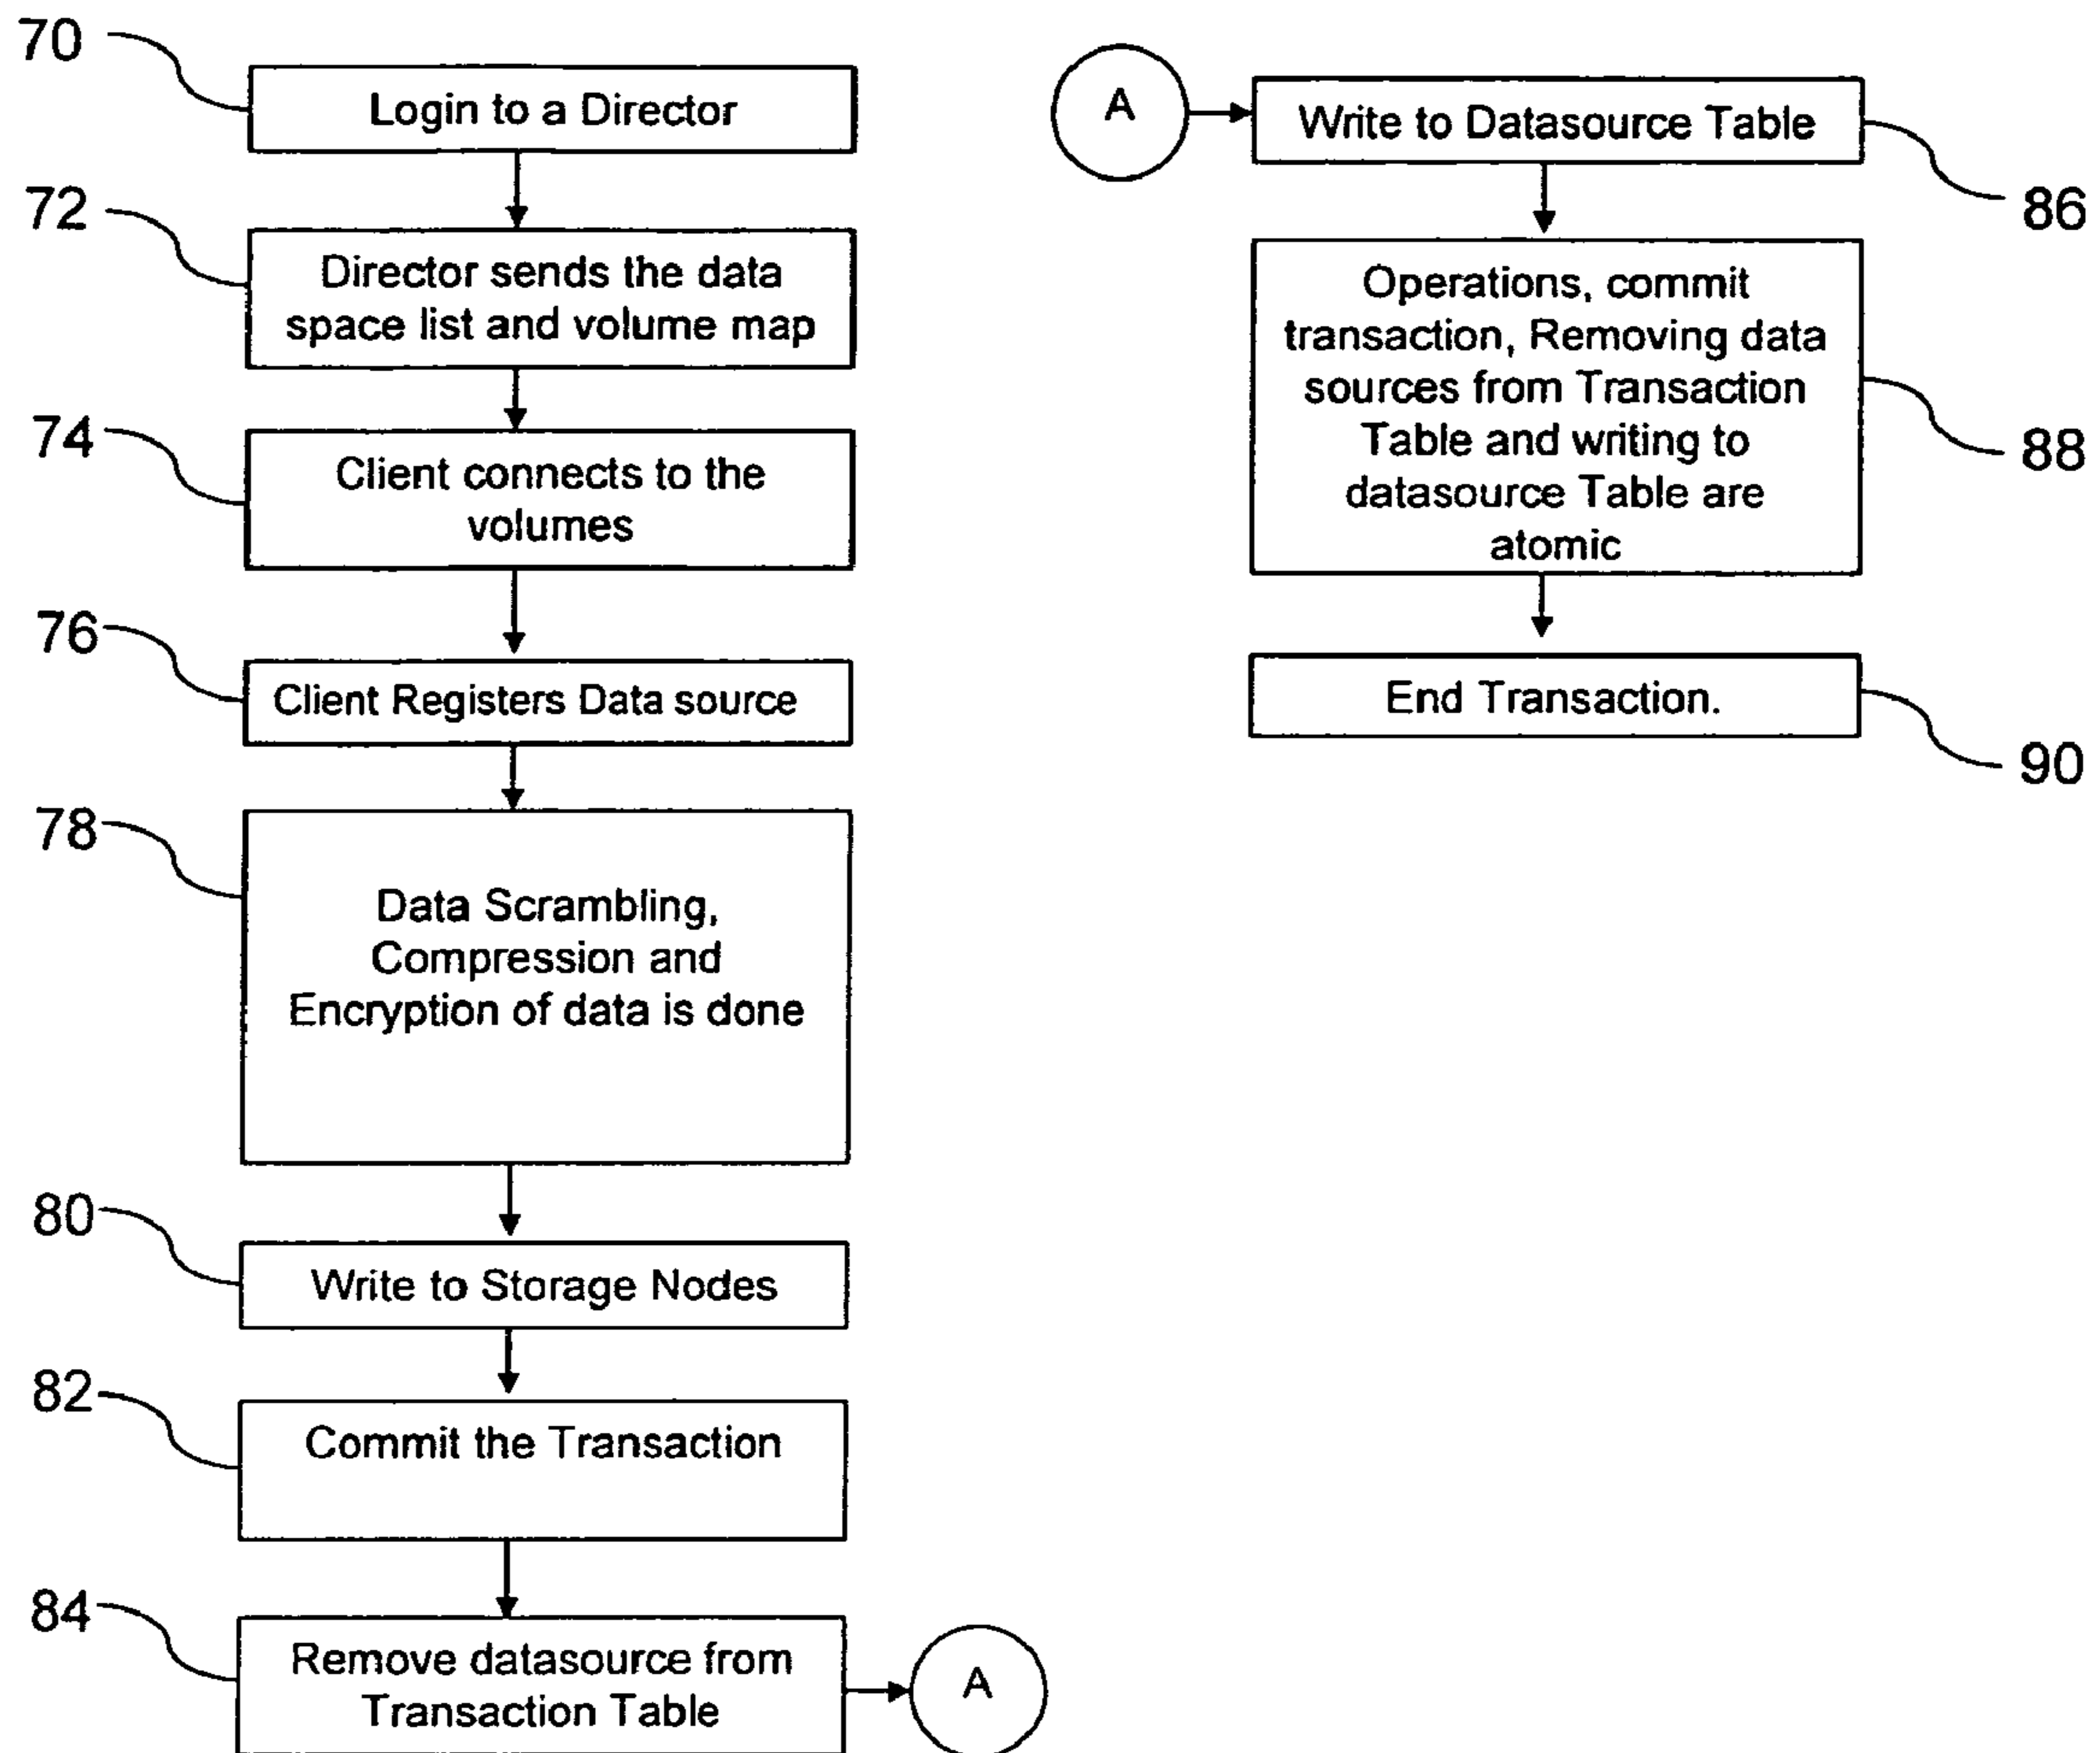 70
Login to a Director
72
Director sends the data
space list and volume map
74
Client connects to the
volumes
76
Client Registers Data source
78
Data Scrambling,
Compression and
Encryption of data is done
80
Write to Storage Nodes
82
Commit the Transaction
84
Remove datasource from
Transaction Table
A
A
Write to Datasource Table
86
Operations, commit
transaction, Removing data
sources from Transaction
Table and writing to
datasource Table are
atomic
88
End Transaction.
90